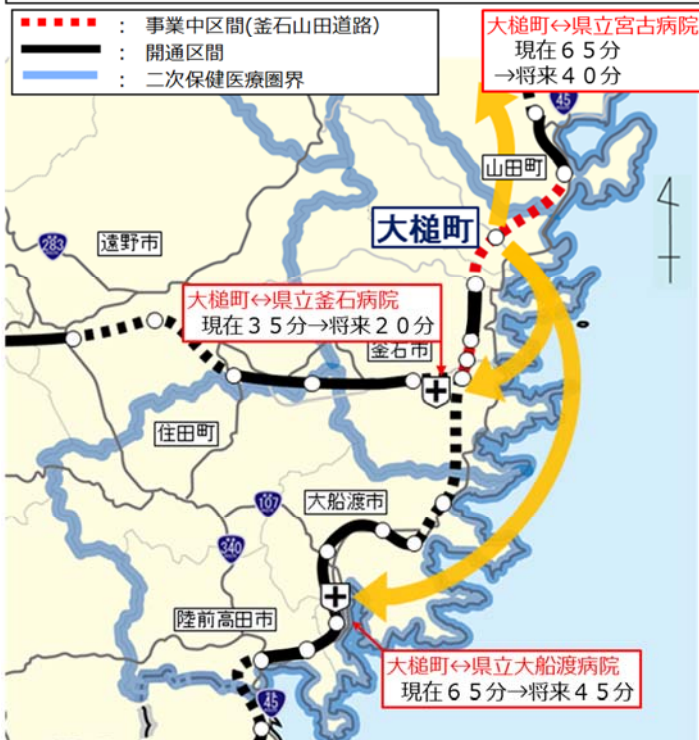 : 事業中区間(釜石山田道路)
: 開通区間
: 二次保健医療圏界
大槌町↔県立宮古病院
現在65分
→将来40分
45
山田町
大槌町
283
遠野市
大槌町↔県立釜石病院
現在35分→将来20分
釜石市
住田町
107
大船渡市
340
陸前高田市
大槌町↔県立大船渡病院
現在65分→将来45分
45